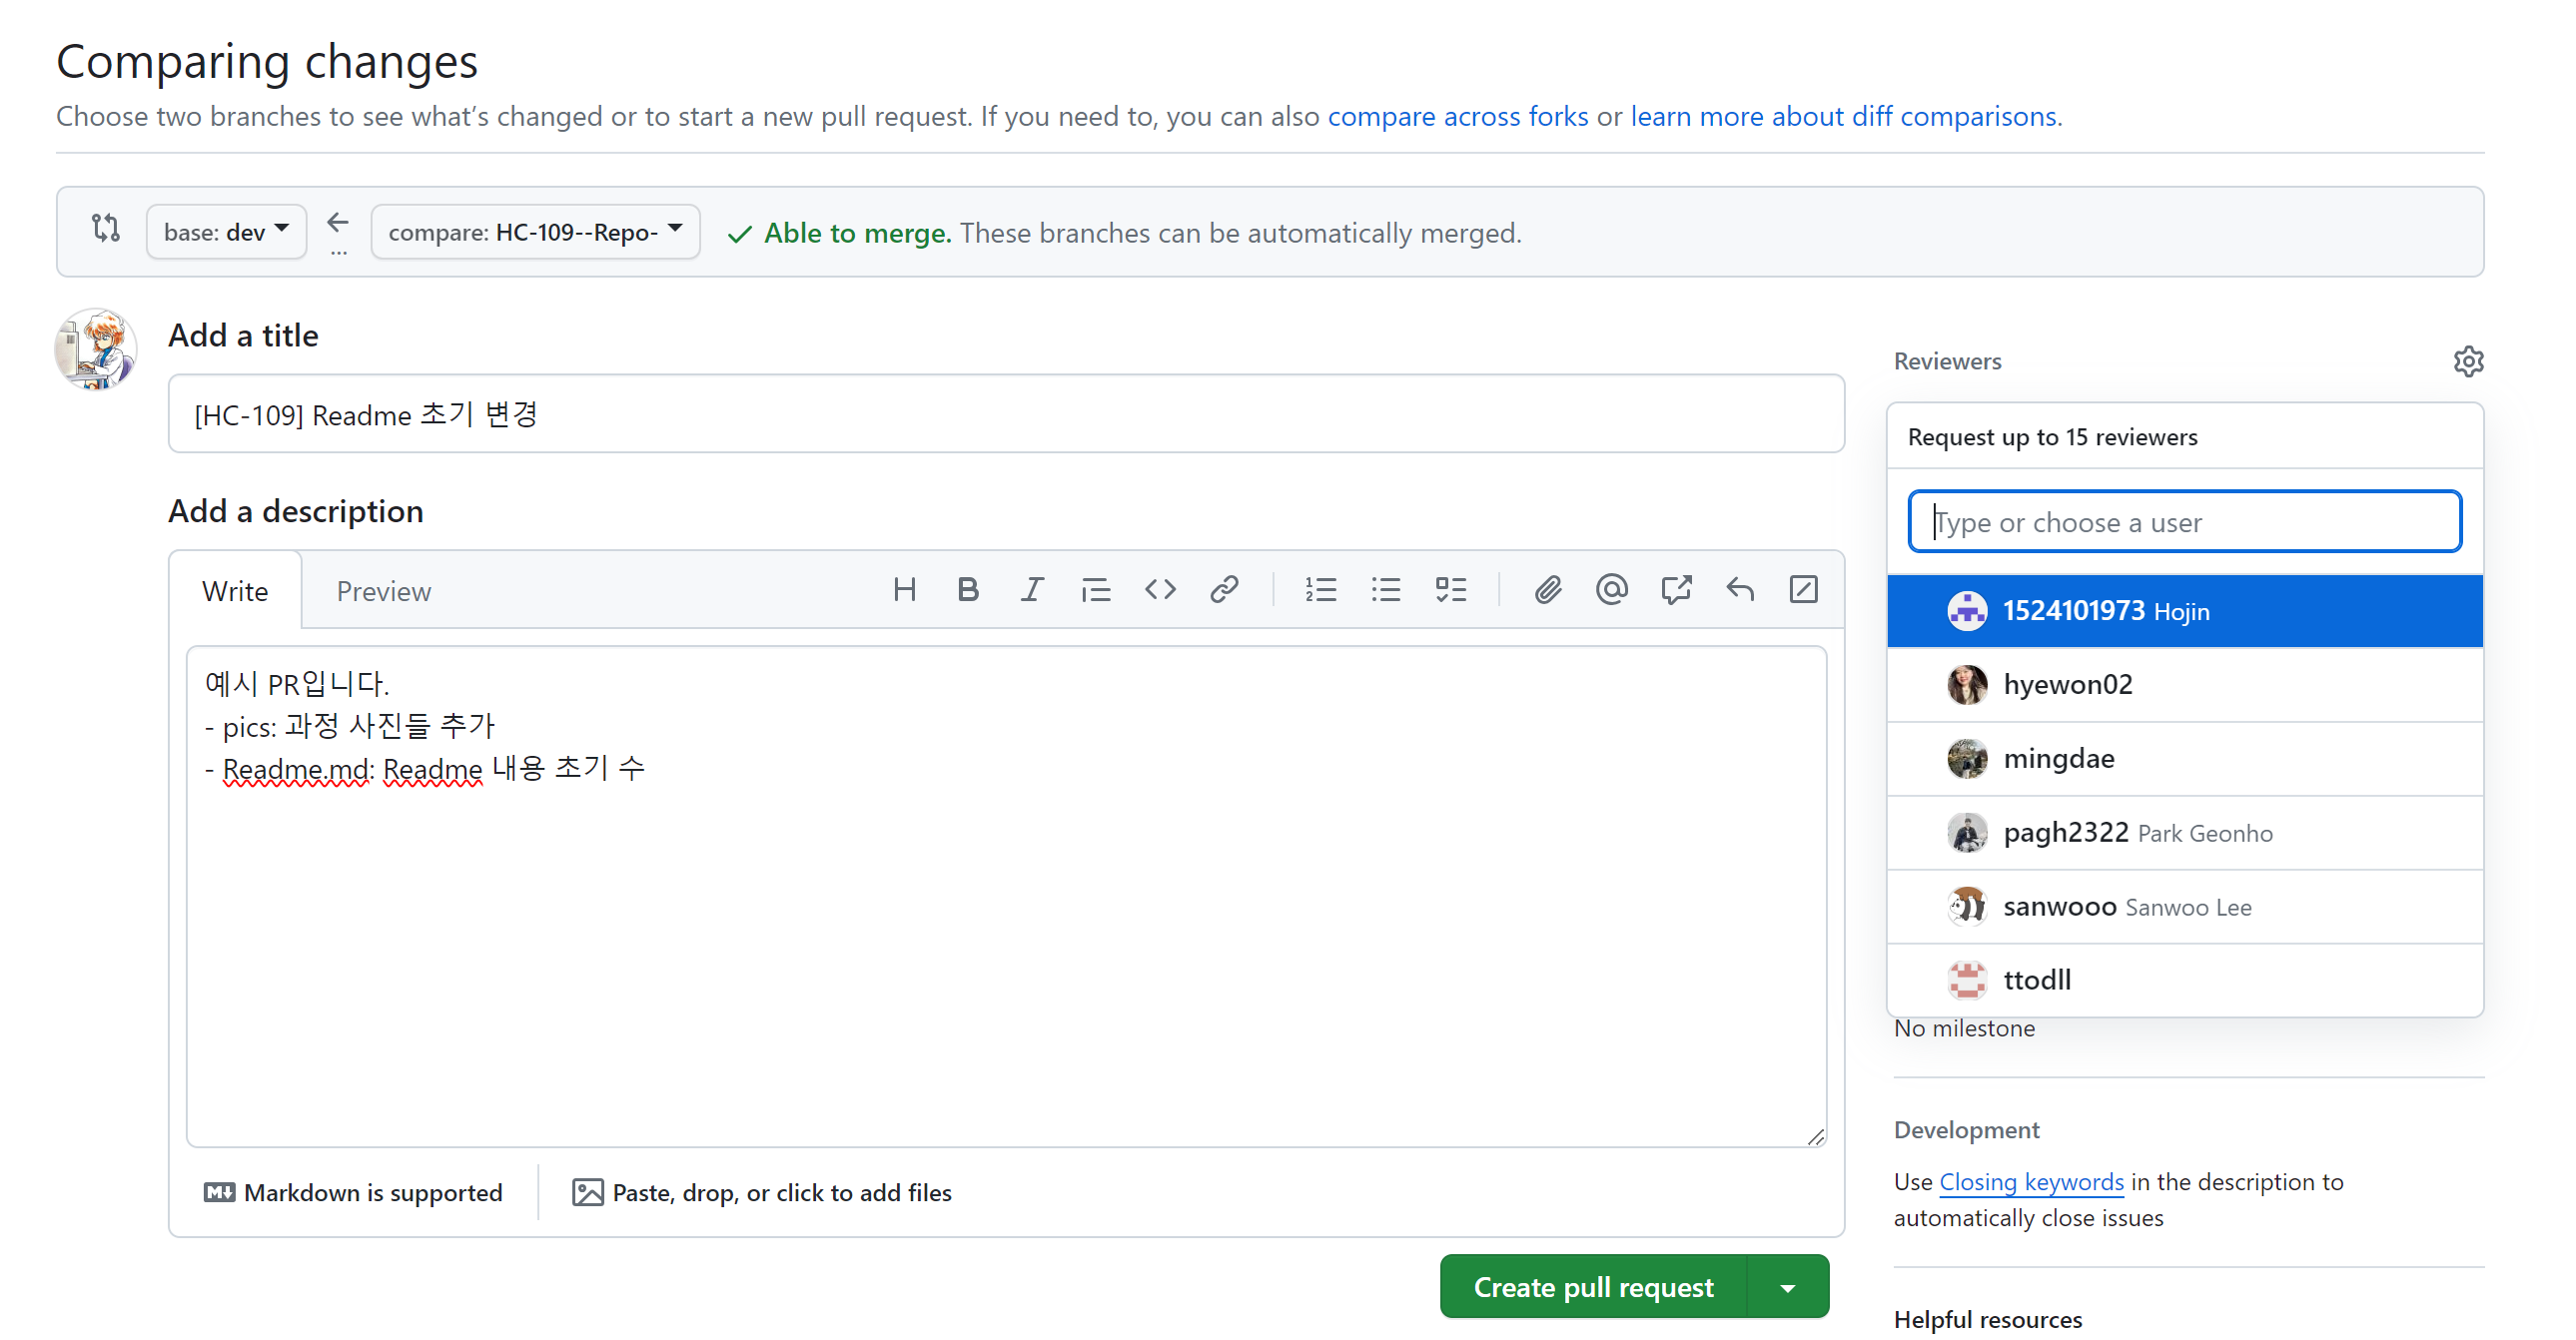 Comparing changes
Choose two branches to see what’s changed or to start a new pull request. If you need to, you can also compare across forks or learn more about diff comparisons.
base: dev
...
compare: HC-109--Repo-
Able to merge. These branches can be automatically merged.
Add a title
[HC-109] Readme 초기 변경
Add a description
Write
Preview
예시 PR입니다.
- pics: 과정 사진들 추가
- Readme.md: Readme 내용 초기 수
Markdown is supported
Paste, drop, or click to add files
Create pull request
Reviewers
Request up to 15 reviewers
Type or choose a user
1524101973 Hojin
hyewon02
mingdae
pagh2322 Park Geonho
sanwooo Sanwoo Lee
ttodll
No milestone
Development
Use Closing keywords in the description to
automatically close issues
Helpful resources